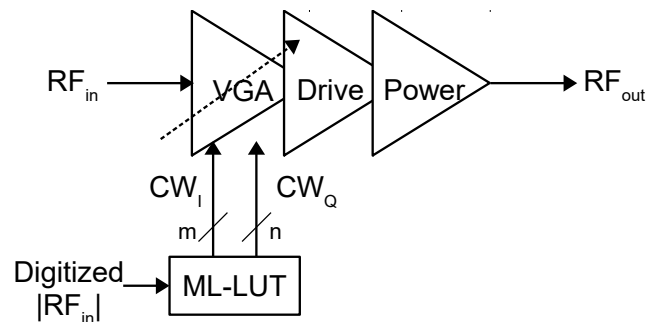 RF_in
VGA
Drive
Power
RF_out
CW_I
CW_Q
m
n
Digitized
|RF_in|
ML-LUT